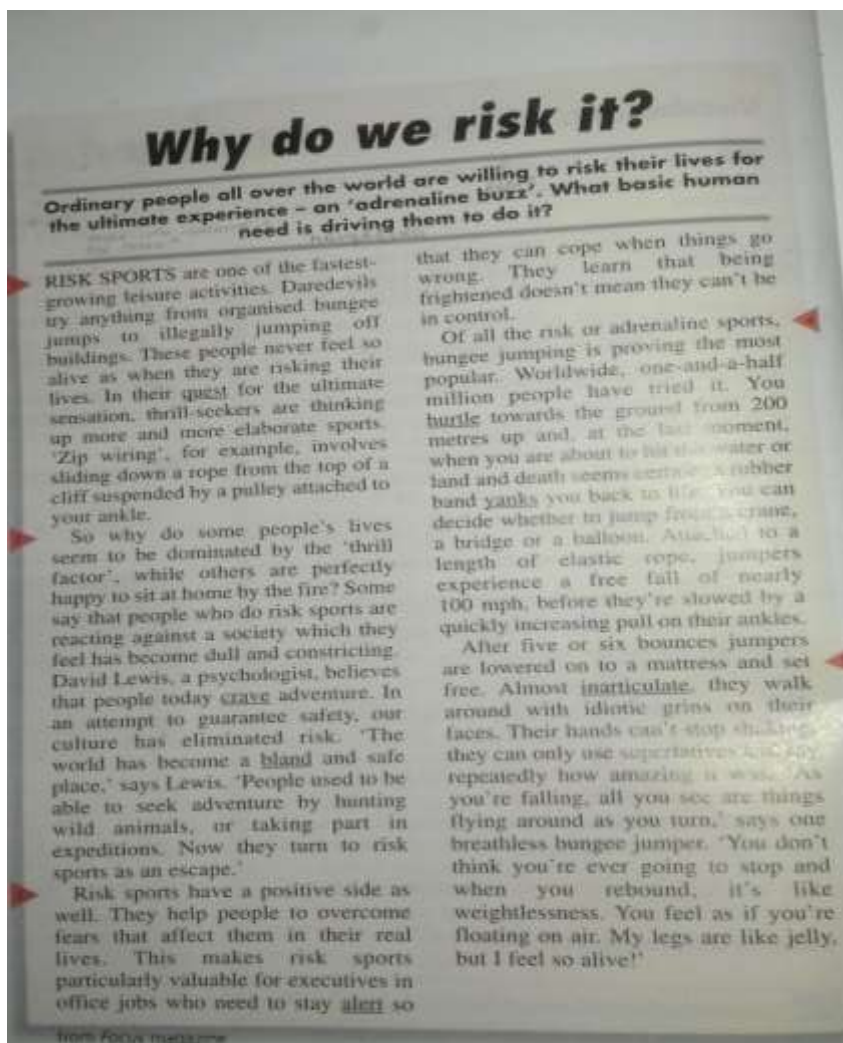 Why do we risk it?
Ordinary people all over the world are willing to risk their lives for
the ultimate experience – an 'adrenaline buzz'. What basic human
need is driving them to do it?
RISK SPORTS are one of the fastest-
growing leisure activities. Daredevils
try anything from organised bungee
jumps to illegally jumping off
buildings. These people never feel so
alive as when they are risking their
lives. In their quest for the ultimate
sensation, thrill-seekers are thinking
up more and more elaborate sports.
'Zip wiring', for example, involves
sliding down a rope from the top of a
cliff suspended by a pulley attached to
your ankle.
So why do some people's lives
seem to be dominated by the 'thrill
factor', while others are perfectly
happy to sit at home by the fire? Some
say that people who do risk sports are
reacting against a society which they
feel has become dull and constricting.
David Lewis, a psychologist, believes
that people today crave adventure. In
an attempt to guarantee safety, our
culture has eliminated risk. 'The
world has become a bland and safe
place,' says Lewis. 'People used to be
able to seek adventure by hunting
wild animals, or taking part in
expeditions. Now they turn to risk
sports as an escape.'
Risk sports have a positive side as
well. They help people to overcome
fears that affect them in their real
lives. This makes risk sports
particularly valuable for executives in
office jobs who need to stay alert so
that they can cope when things go
wrong. They learn that being
frightened doesn't mean they can't be
in control.
Of all the risk or adrenaline sports,
bungee jumping is proving the most
popular. Worldwide, one-and-a-half
million people have tried it. You
hurtle towards the ground from 200
metres up and, at the last moment,
when you are about to hit the water or
land and death seems certain, a rubber
band yanks you back to life. You can
decide whether to jump from a crane,
a bridge or a balloon. Attached to a
length of elastic rope, jumpers
experience a free fall of nearly
100 mph, before they're slowed by a
quickly increasing pull on their ankles.
After five or six bounces jumpers
are lowered on to a mattress and set
free. Almost inarticulate, they walk
around with idiotic grins on their
faces. Their hands can't stop shaking,
they can only use superlatives and say
repeatedly how amazing it was. 'As
you're falling, all you see are things
flying around as you turn,' says one
breathless bungee jumper. 'You don't
think you're ever going to stop and
when you rebound, it's like
weightlessness. You feel as if you're
floating on air. My legs are like jelly,
but I feel so alive!'
from Focus magazine